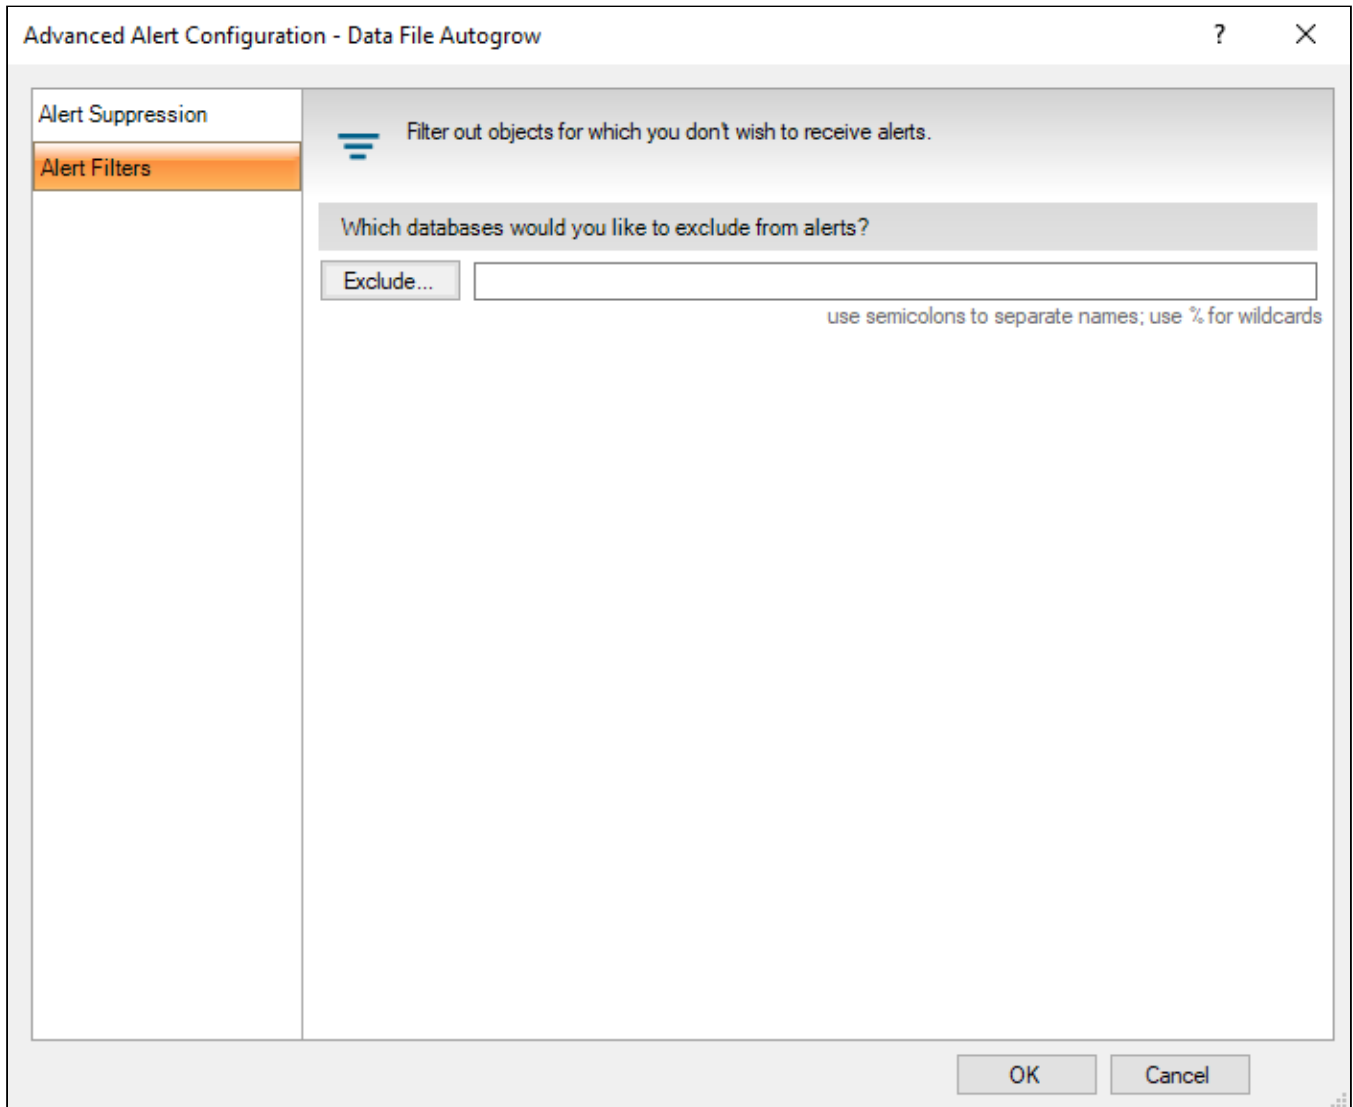 Advanced Alert Configuration - Data File Autogrow ?
Alert Suppression
Alert Filters
Filter out objects for which you don't wish to receive alerts.
Which databases would you like to exclude from alerts?
Exclude...
use semicolons to separate names; use % for wildcards
OK Cancel